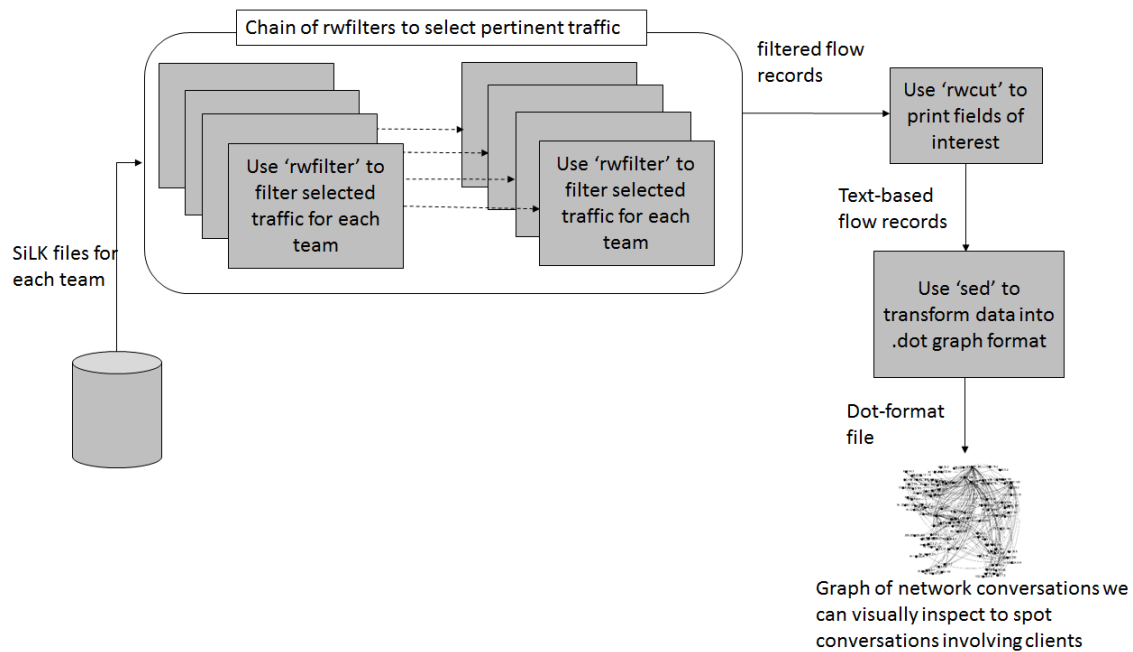 Chain of rwfilters to select pertinent traffic
Use ‘rwfilter’ to
filter selected
traffic for each
team
Use ‘rwfilter’ to
filter selected
traffic for each
team
SiLK files for
each team
filtered flow
records
Use ‘rwcut’ to
print fields of
interest
Text-based
flow records
Use ‘sed’ to
transform data into
.dot graph format
Dot-format
file
Graph of network conversations we
can visually inspect to spot
conversations involving clients